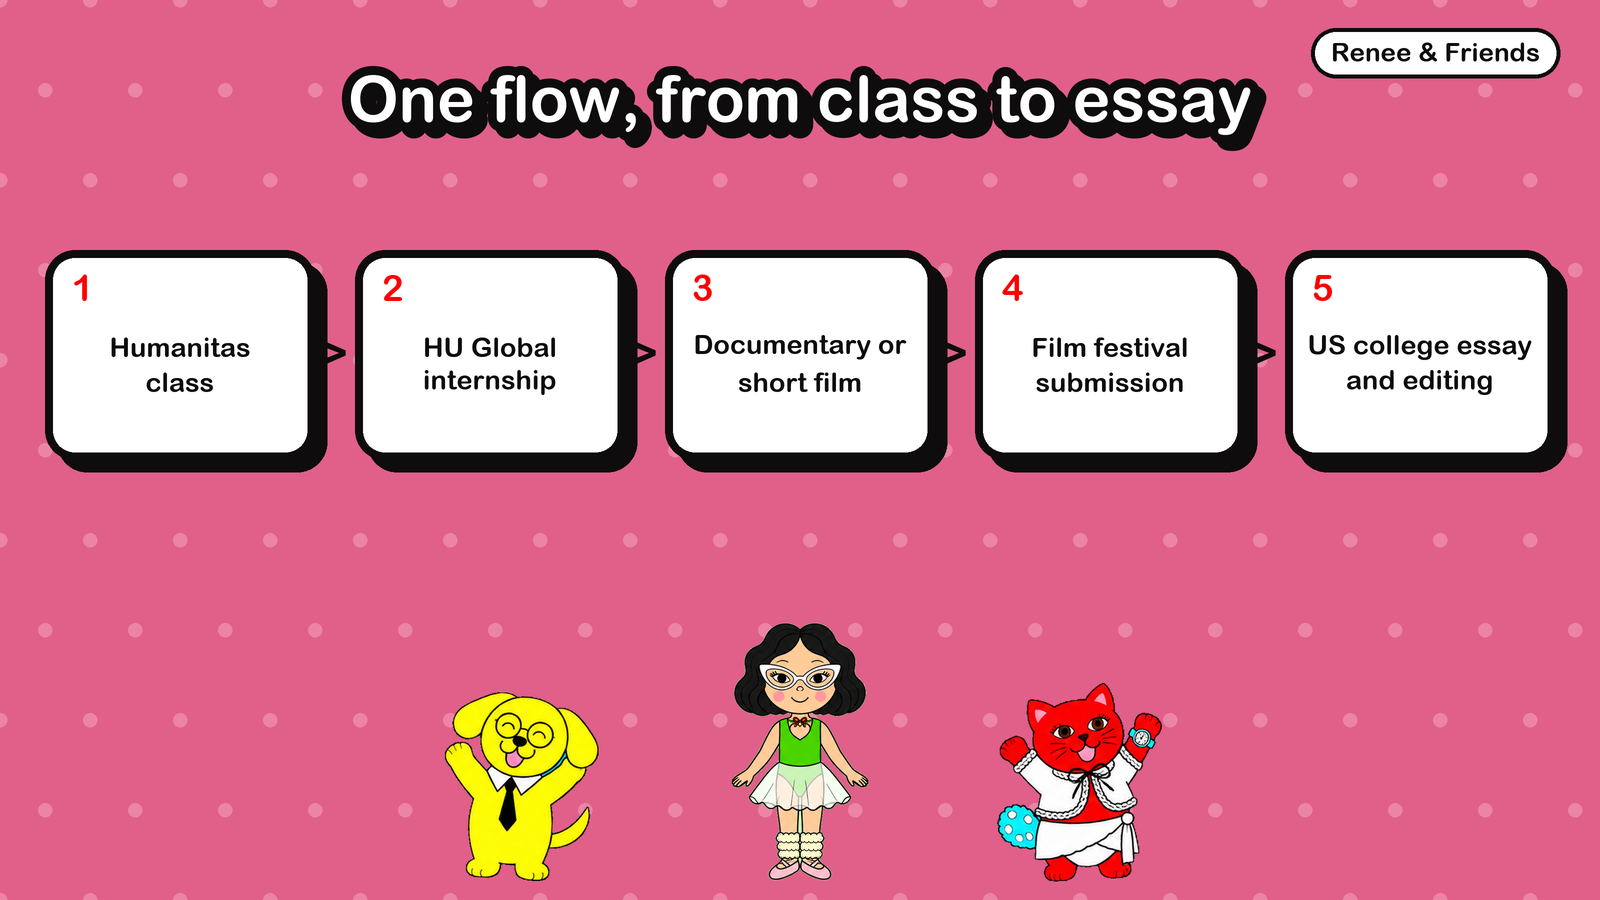 Renee & Friends
One flow, from class to essay
1
Humanitas
class
>
2
HU Global
internship
>
3
Documentary or
short film
>
4
Film festival
submission
>
5
US college essay
and editing